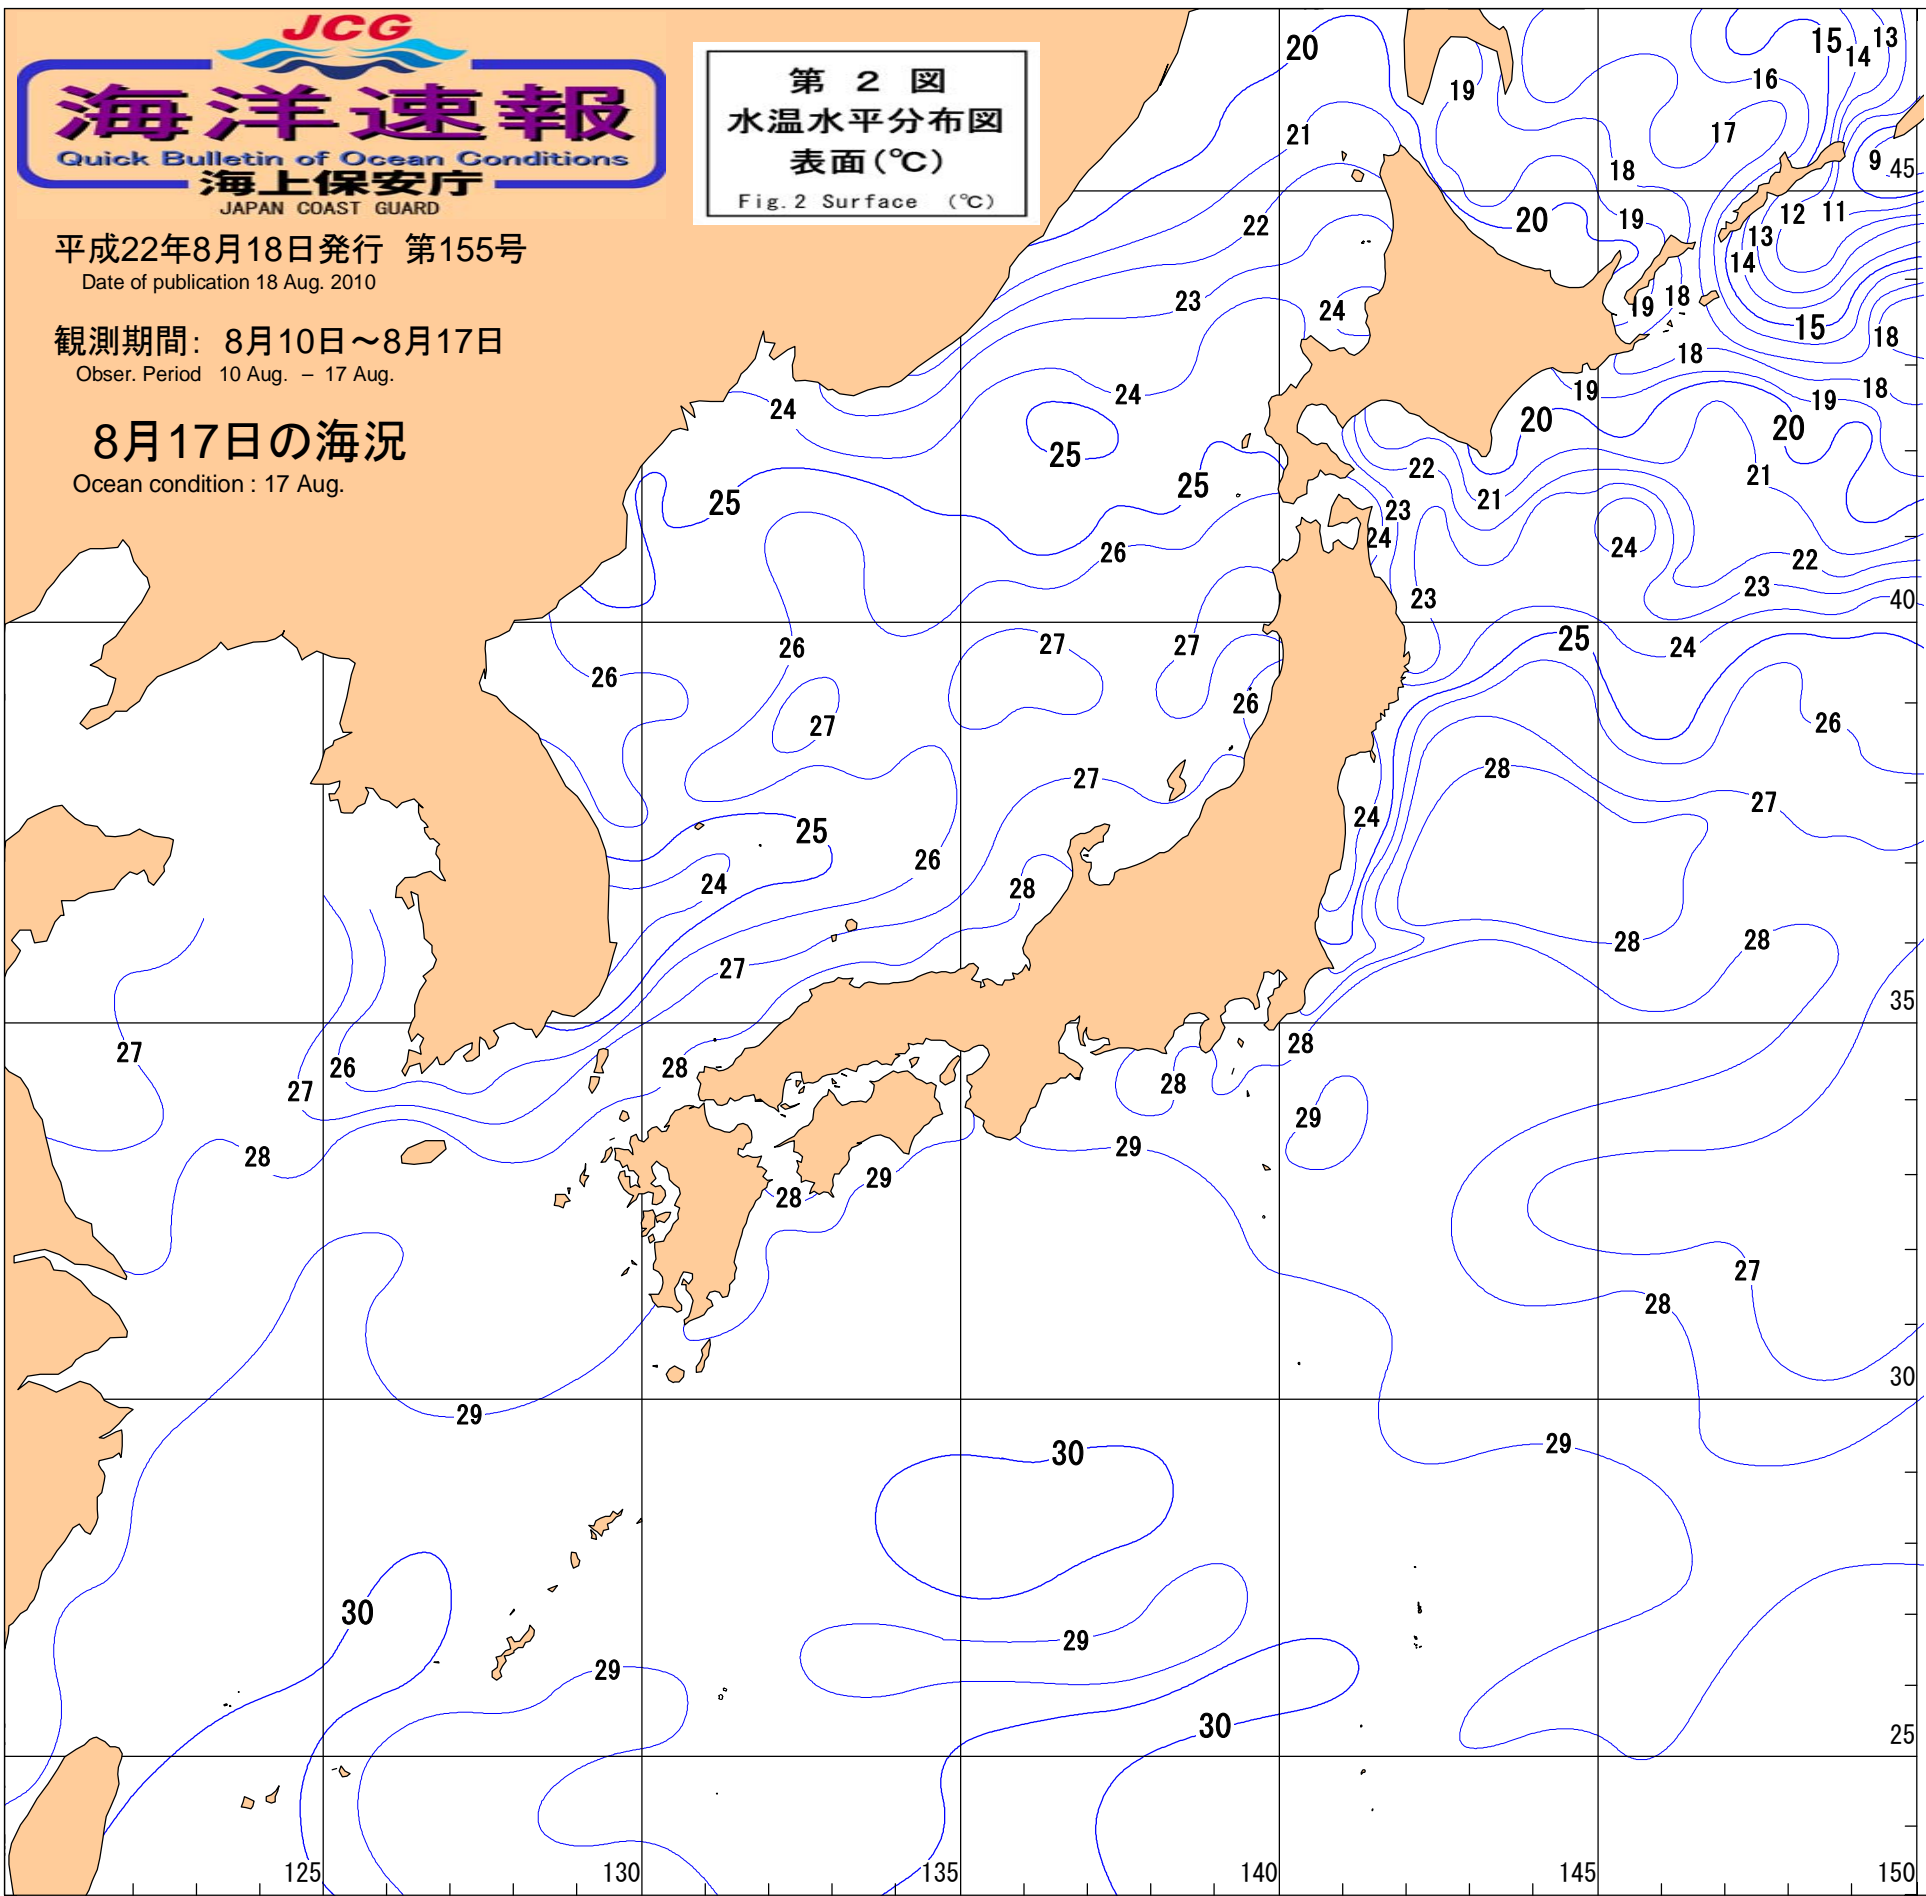 JCG
海洋速報
Quick Bulletin of Ocean Conditions
海上保安庁
JAPAN COAST GUARD
第 2 図
水温水平分布図
表面(℃)
Fig.2 Surface (℃)
平成22年8月18日発行 第155号
Date of publication 18 Aug. 2010
観測期間: 8月10日~8月17日
Obser. Period 10 Aug. – 17 Aug.
8月17日の海況
Ocean condition : 17 Aug.
20 15 13
14
16
19
21 17
9 45
18
12 11
22 20 19
13
14
23 19 18
24 15
18
18
24 24 19 18
19
20 20
25 22 21
25 25 21
23
24 24
26 22
23
23 40
26 27 27 25 24
26
26
27 26
28
27
27
25 24
26
24 28
28 28
27
35
27 28
26 28 28
27
29
28 29
28 29
27
28
30
29
29
30
30
29
29
30
25
125 130 135 140 145 150